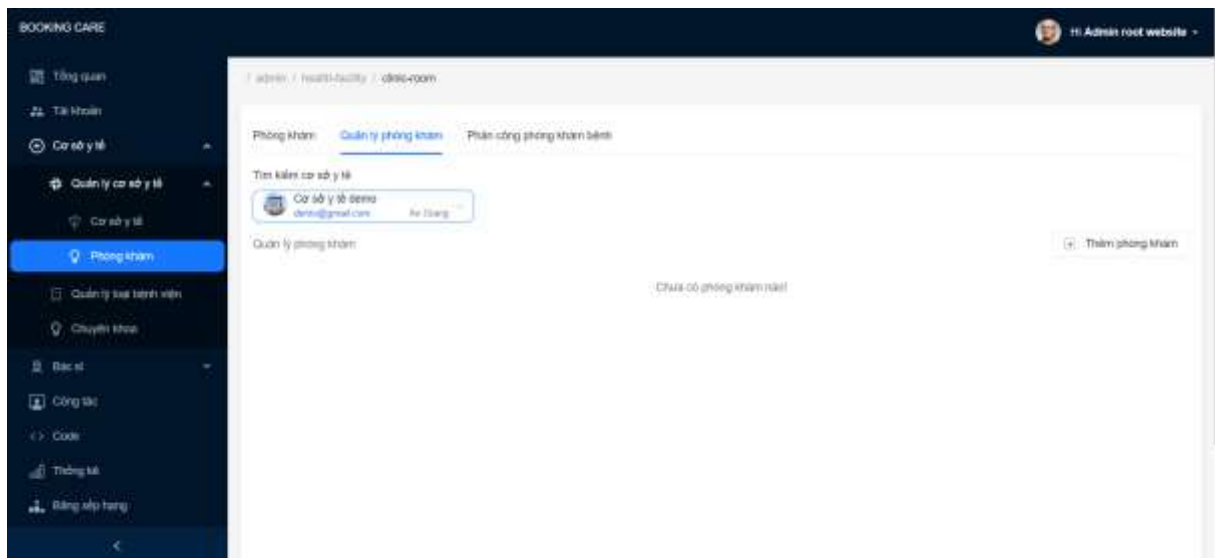 BOOKING CARE
Hi Admin root website
Tổng quan
Tài khoản
Cơ sở y tế
Quản lý cơ sở y tế
Cơ sở y tế
Phòng khám
Quản lý loại bệnh viện
Chuyên khoa
Bác sĩ
Công tác
Code
Thống kê
Bảng xếp hạng
/ admin / health-facility / clinic-room
Phòng khám Quản lý phòng khám Phân công phòng khám bệnh
Tìm kiếm cơ sở y tế
Cơ sở y tế demo
demo@gmail.com An Giang
Quản lý phòng khám
Thêm phòng khám
Chưa có phòng khám nào!